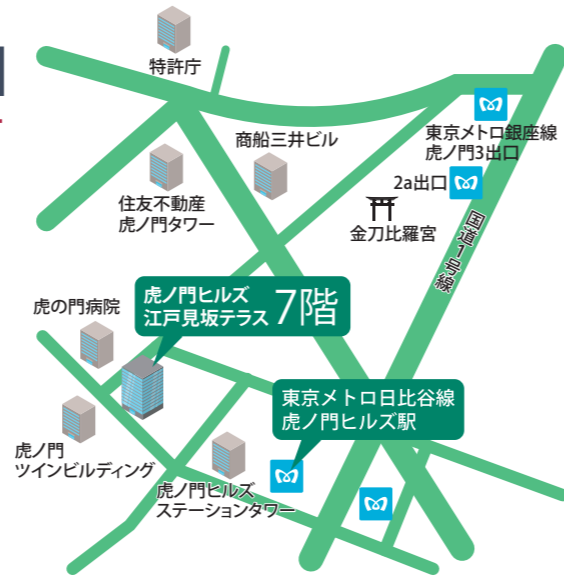 特許庁
商船三井ビル
東京メトロ銀座線
虎ノ門3出口
2a出口
住友不動産
虎ノ門タワー
金刀比羅宮
国道1号線
虎ノ門ヒルズ
江戸見坂テラス 7階
虎の門病院
東京メトロ日比谷線
虎ノ門ヒルズ駅
虎ノ門
ツインビルディング
虎ノ門ヒルズ
ステーションタワー